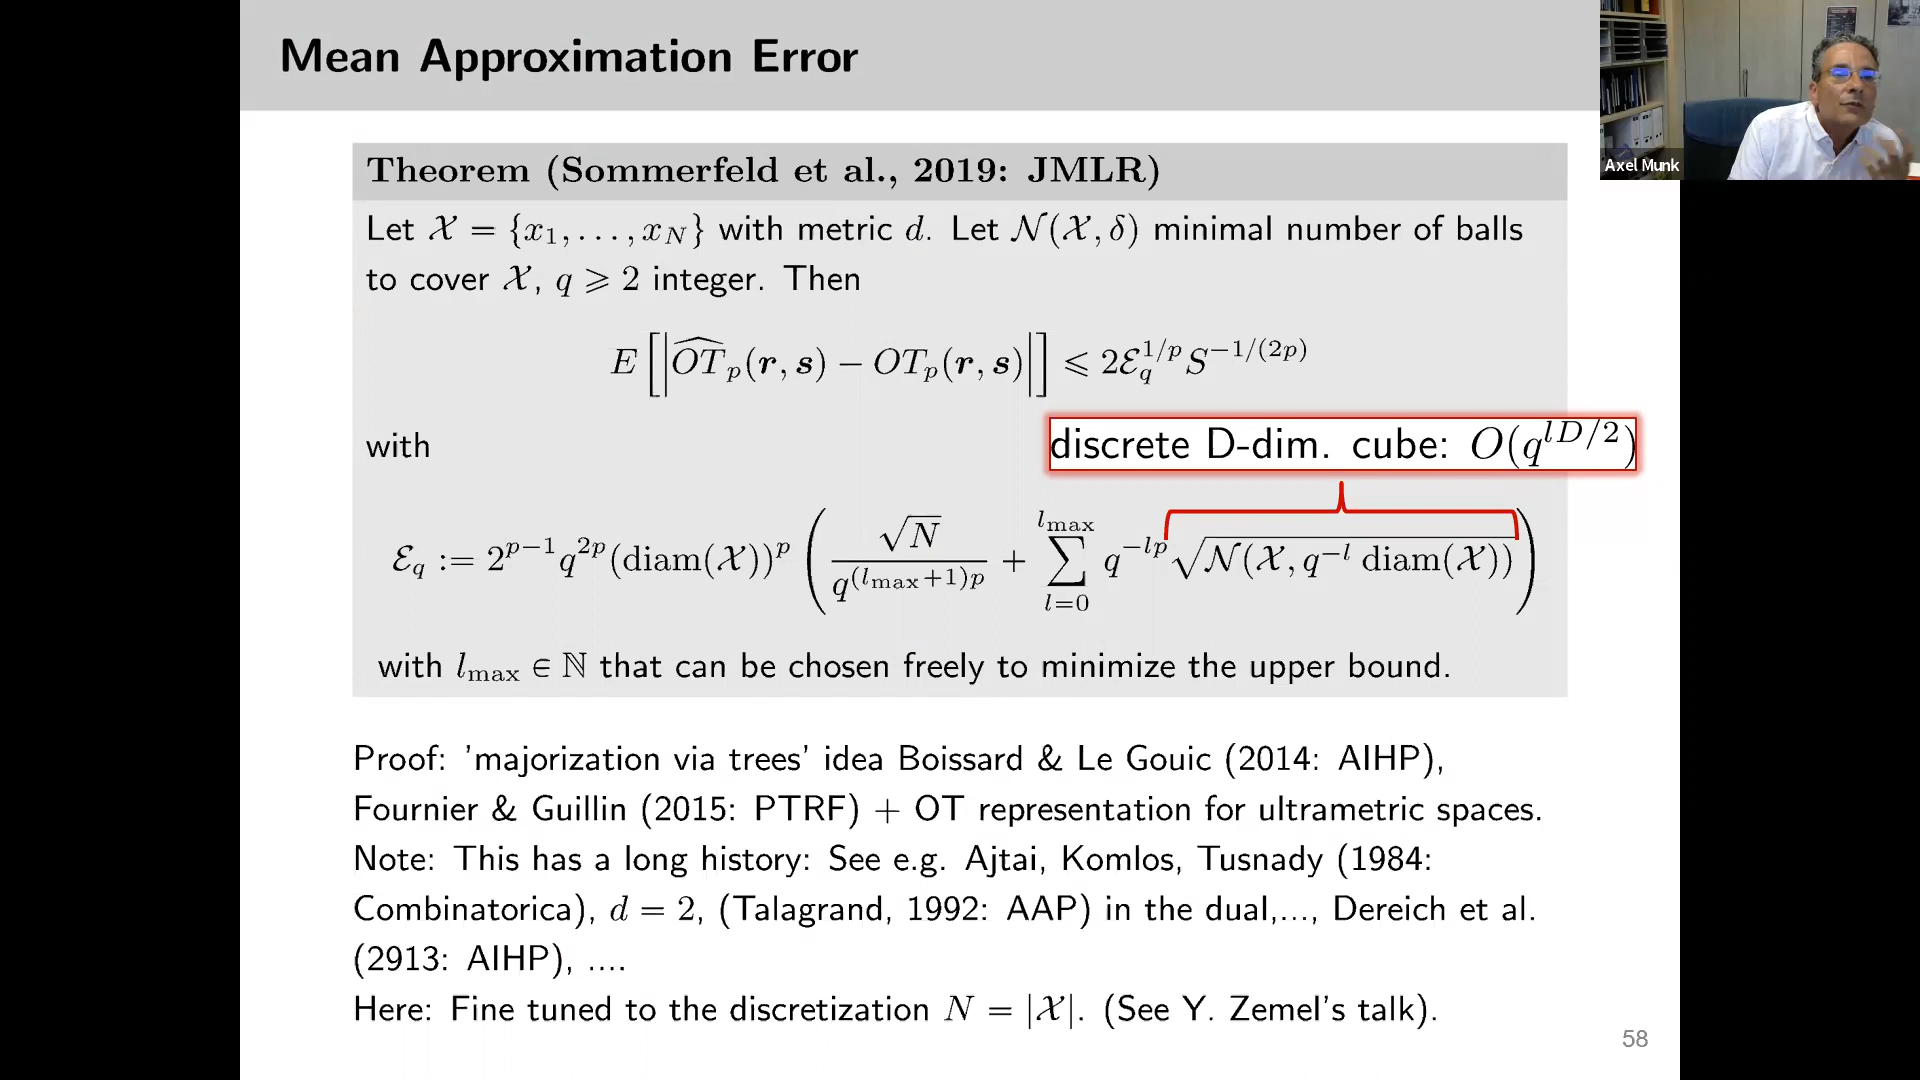 Mean Approximation Error
Axel Munk
Theorem (Sommerfeld et al., 2019: JMLR)
Let 𝒳 = {x₁, . . . , x_N} with metric d. Let 𝒩(𝒳, δ) minimal number of balls
to cover 𝒳, q ⩾ 2 integer. Then
E[|\widehat{OT}_p(r, s) − OT_p(r, s)|] ⩽ 2ℰ_q^{1/p} S^{−1/(2p)}
with
discrete D-dim. cube: O(q^{lD/2})
ℰ_q := 2^{p−1} q^{2p} (diam(𝒳))^p ( √N / q^{(l_max+1)p} + ∑_{l=0}^{l_max} q^{−lp} √(𝒩(𝒳, q^{−l} diam(𝒳))) )
with l_max ∈ ℕ that can be chosen freely to minimize the upper bound.
Proof: 'majorization via trees' idea Boissard & Le Gouic (2014: AIHP),
Fournier & Guillin (2015: PTRF) + OT representation for ultrametric spaces.
Note: This has a long history: See e.g. Ajtai, Komlos, Tusnady (1984:
Combinatorica), d = 2, (Talagrand, 1992: AAP) in the dual,..., Dereich et al.
(2913: AIHP), ....
Here: Fine tuned to the discretization N = |𝒳|. (See Y. Zemel's talk).
58